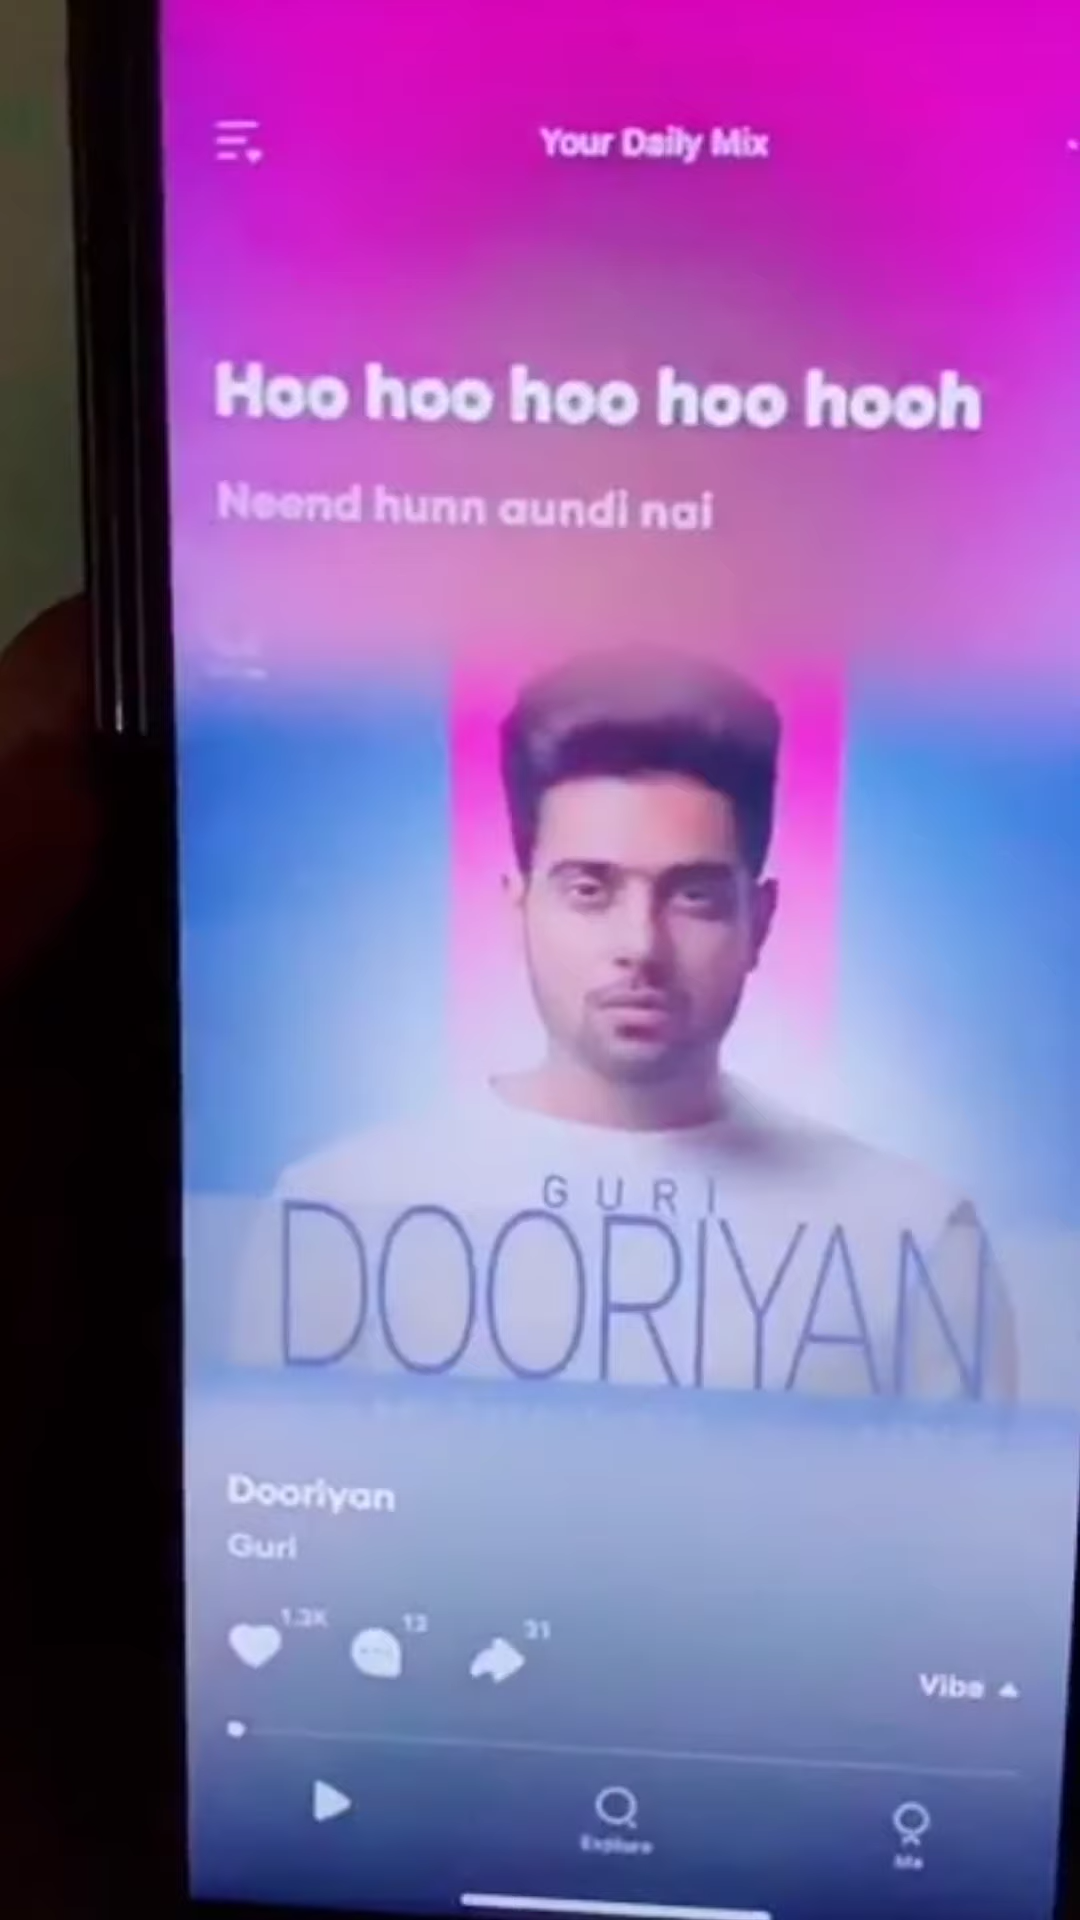 Your Daily Mix
Hoo hoo hoo hoo hooh
Neend hunn aundi nai
GURI
DOORIYAN
Dooriyan
Guri
1.3K 13 31
Vibe
Explore
Me